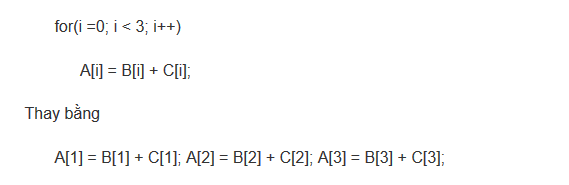 for(i =0; i < 3; i++)
A[i] = B[i] + C[i];
Thay bằng
A[1] = B[1] + C[1]; A[2] = B[2] + C[2]; A[3] = B[3] + C[3];